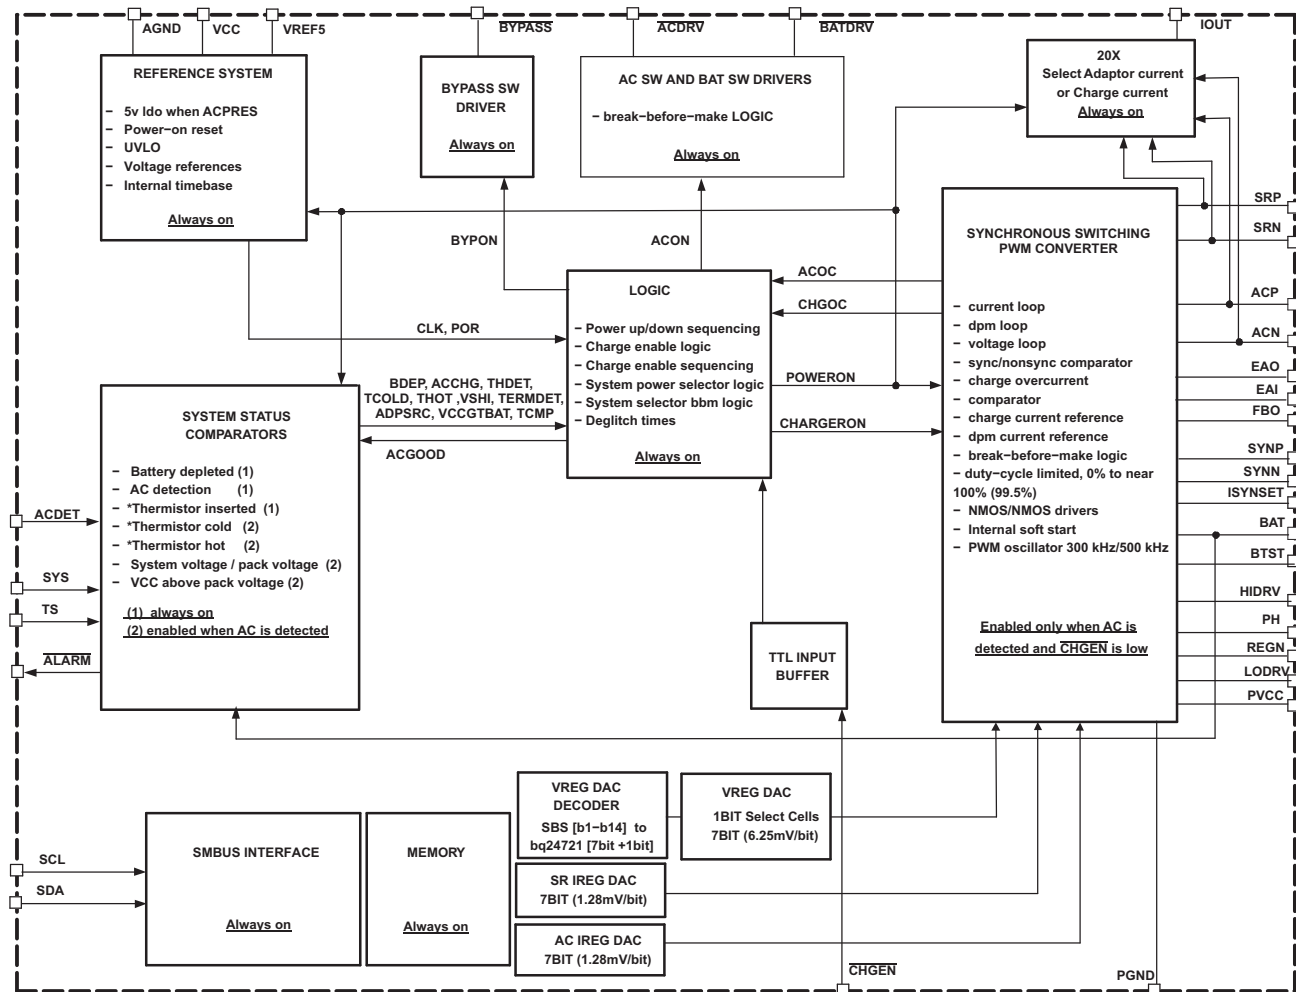 AGND
VCC
VREF5
BYPASS
ACDRV
BATDRV
IOUT
REFERENCE SYSTEM
− 5v ldo when ACPRES
− Power−on reset
− UVLO
− Voltage references
− Internal timebase
Always on
BYPASS SW
DRIVER
Always on
AC SW AND BAT SW DRIVERS
− break−before−make LOGIC
Always on
20X
Select Adaptor current
or Charge current
Always on
BYPON
ACON
CLK, POR
LOGIC
− Power up/down sequencing
− Charge enable logic
− Charge enable sequencing
− System power selector logic
− System selector bbm logic
− Deglitch times
Always on
ACOC
CHGOC
POWERON
CHARGERON
SYNCHRONOUS SWITCHING
PWM CONVERTER
− current loop
− dpm loop
− voltage loop
− sync/nonsync comparator
− charge overcurrent
− comparator
− charge current reference
− dpm current reference
− break−before−make logic
− duty−cycle limited, 0% to near
100% (99.5%)
− NMOS/NMOS drivers
− Internal soft start
− PWM oscillator 300 kHz/500 kHz
Enabled only when AC is
detected and CHGEN is low
SRP
SRN
ACP
ACN
EAO
EAI
FBO
SYNP
SYNN
ISYNSET
BAT
BTST
HIDRV
PH
REGN
LODRV
PVCC
BDEP, ACCHG, THDET,
TCOLD, THOT ,VSHI, TERMDET,
ADPSRC, VCCGTBAT, TCMP
ACGOOD
SYSTEM STATUS
COMPARATORS
− Battery depleted (1)
− AC detection (1)
− *Thermistor inserted (1)
− *Thermistor cold (2)
− *Thermistor hot (2)
− System voltage / pack voltage (2)
− VCC above pack voltage (2)
(1) always on
(2) enabled when AC is detected
ACDET
SYS
TS
ALARM
TTL INPUT
BUFFER
VREG DAC
DECODER
SBS [b1−b14] to
bq24721 [7bit +1bit]
VREG DAC
1BIT Select Cells
7BIT (6.25mV/bit)
SMBUS INTERFACE
Always on
MEMORY
Always on
SR IREG DAC
7BIT (1.28mV/bit)
AC IREG DAC
7BIT (1.28mV/bit)
SCL
SDA
CHGEN
PGND